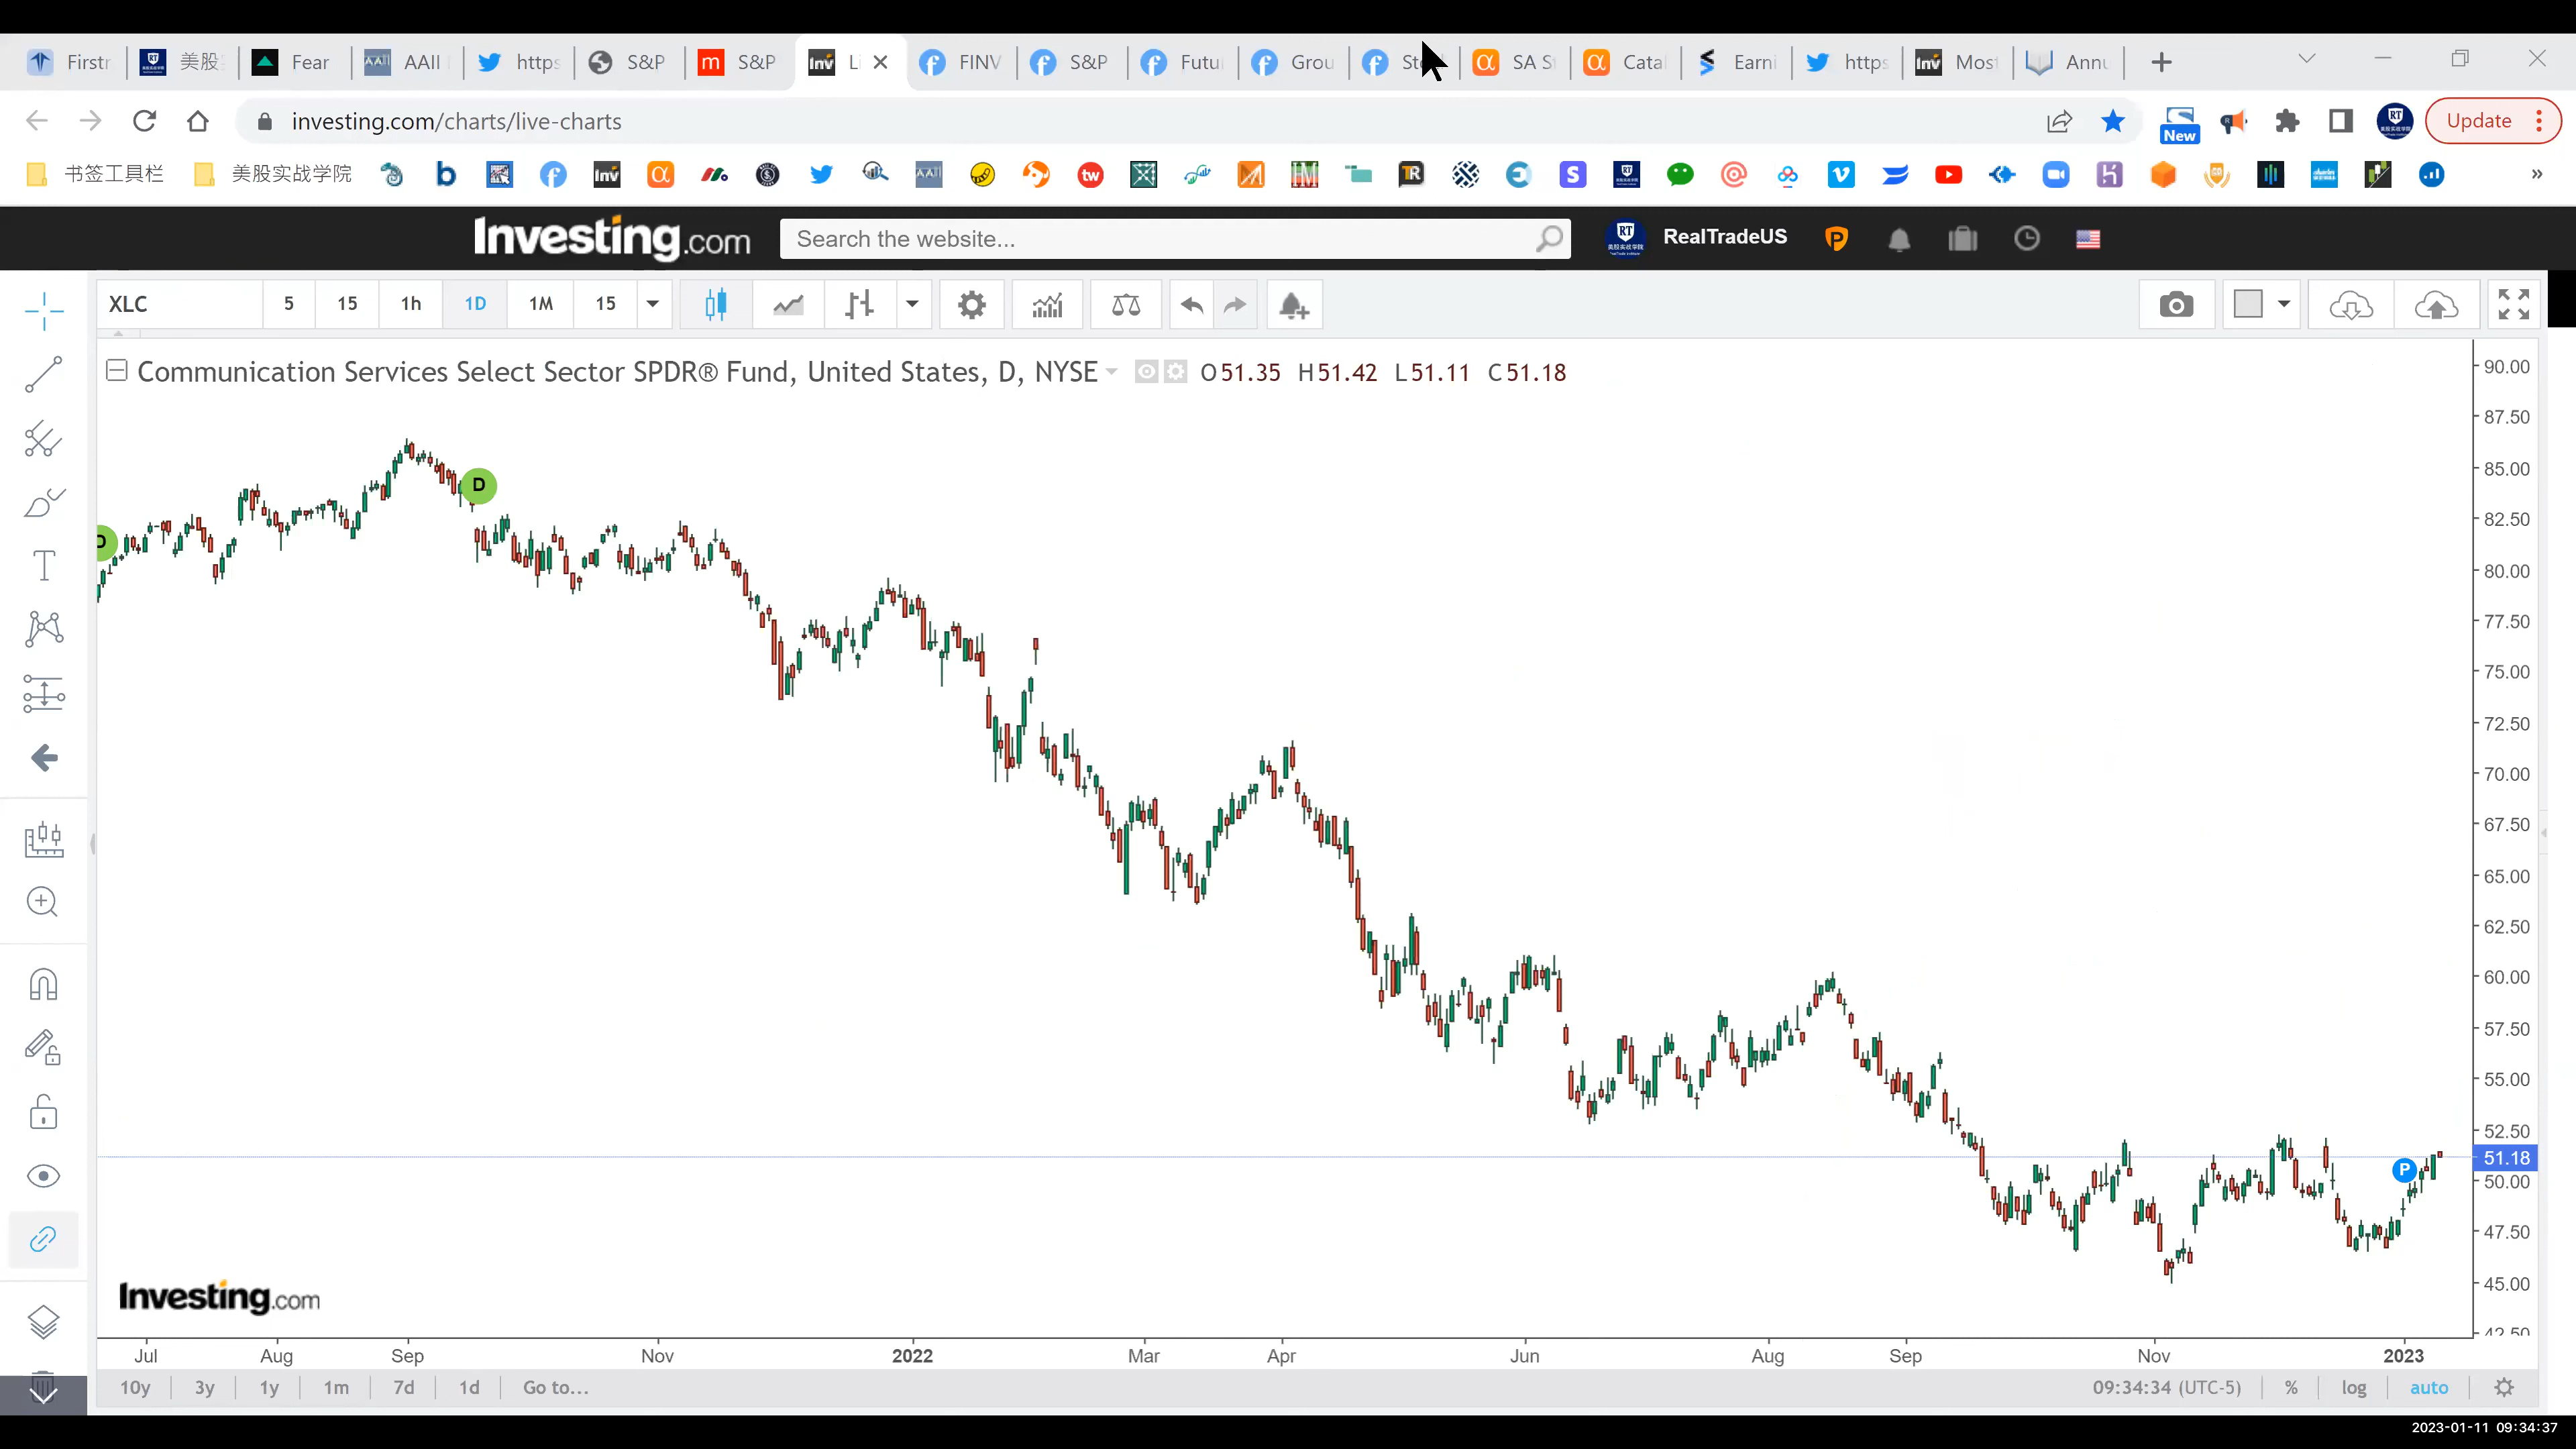 Firstr 美股 Fear AAII https S&P S&P Li FINV S&P Futu Grou Sto SA S Catal Earni https Most Annu
investing.com/charts/live-charts
New
Update
书签工具栏 美股实战学院
Investing.com
Search the website...
RealTradeUS
XLC 5 15 1h 1D 1M 15
Communication Services Select Sector SPDR® Fund, United States, D, NYSE O51.35 H51.42 L51.11 C51.18
90.00
87.50
85.00
D
82.50
D
80.00
77.50
75.00
72.50
70.00
67.50
65.00
62.50
60.00
57.50
55.00
52.50
51.18
P
50.00
47.50
45.00
Investing.com
42.50
Jul Aug Sep Nov 2022 Mar Apr Jun Aug Sep Nov 2023
10y 3y 1y 1m 7d 1d Go to... 09:34:34 (UTC-5) % log auto
2023-01-11 09:34:37